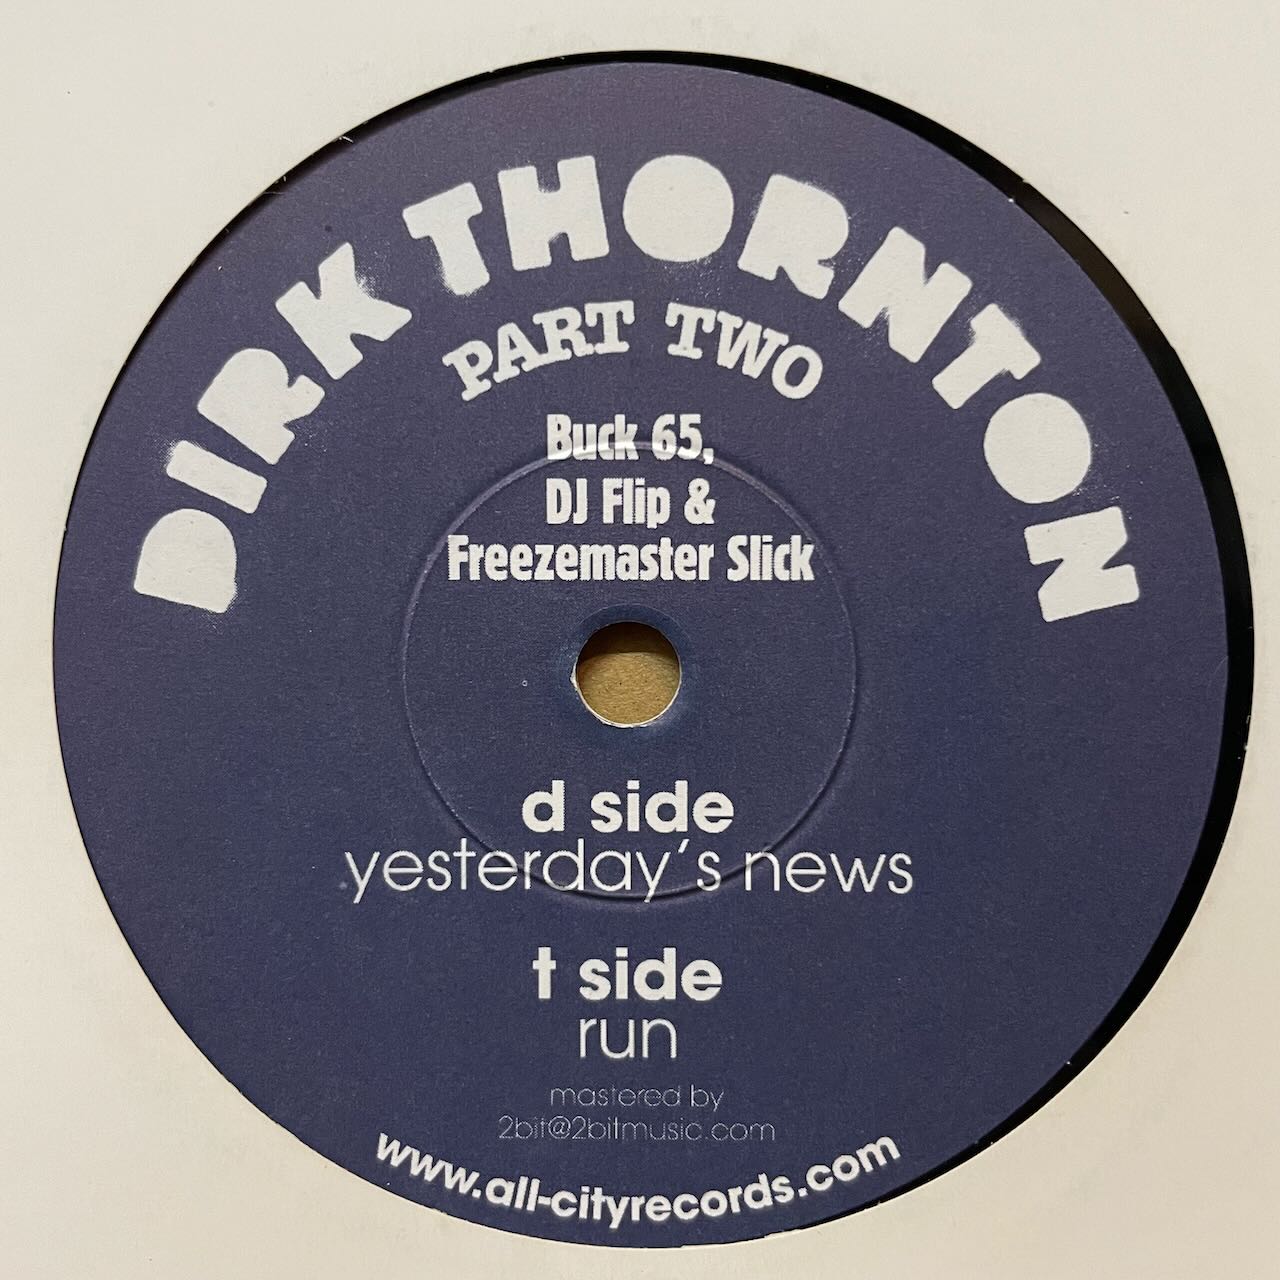 DIRK THORNTON
PART TWO
Buck 65,
DJ Flip &
Freezemaster Slick
d side
yesterday's news
t side
run
mastered by
2bit@2bitmusic.com
www.all-cityrecords.com